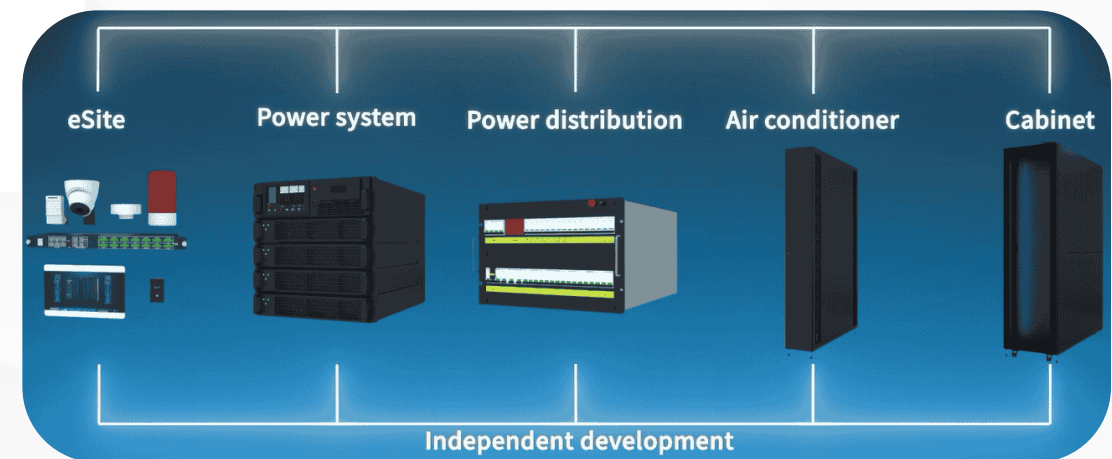 eSite
Power system
Power distribution
Air conditioner
Cabinet
Independent development